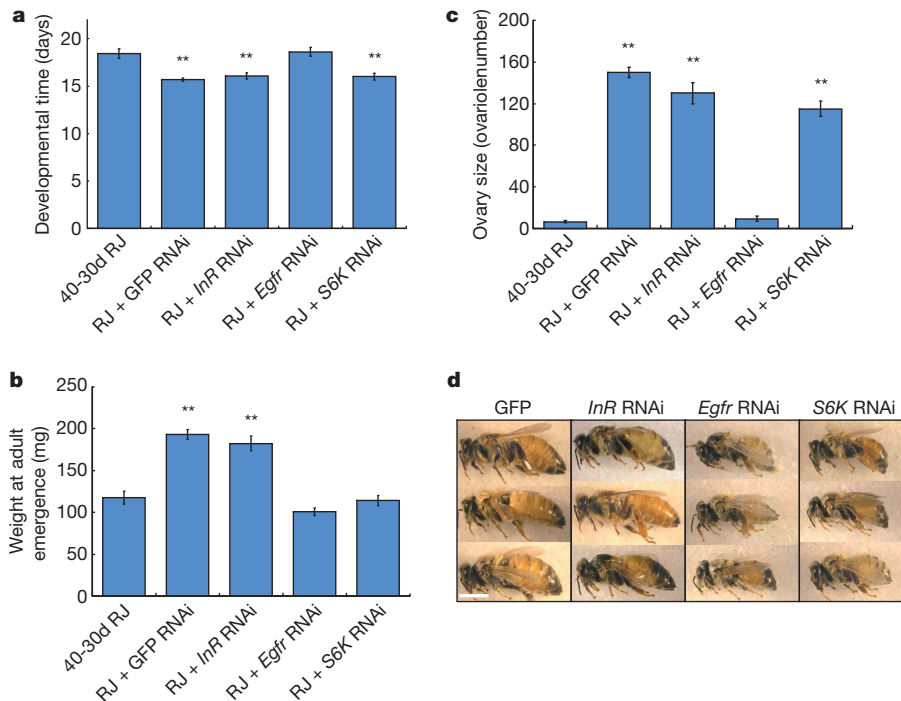 a
Developmental time (days)
20
15
10
5
0
**
**
**
40-30d RJ
RJ + GFP RNAi
RJ + InR RNAi
RJ + Egfr RNAi
RJ + S6K RNAi
b
Weight at adult
emergence (mg)
250
200
150
100
50
0
**
**
40-30d RJ
RJ + GFP RNAi
RJ + InR RNAi
RJ + Egfr RNAi
RJ + S6K RNAi
c
Ovary size (ovariolenumber)
200
160
120
80
40
0
**
**
**
40-30d RJ
RJ + GFP RNAi
RJ + InR RNAi
RJ + Egfr RNAi
RJ + S6K RNAi
d
GFP InR RNAi Egfr RNAi S6K RNAi